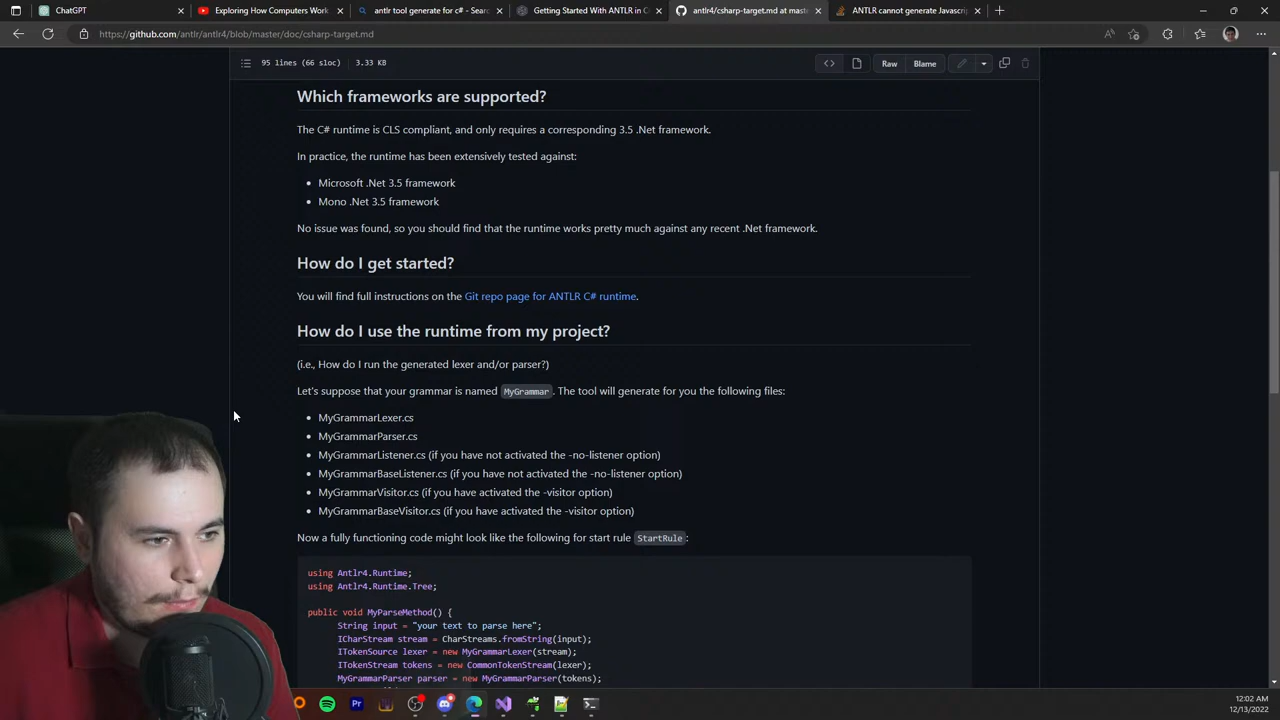 ChatGPT
Exploring How Computers Work
antlr tool generate for c# - Sear
Getting Started With ANTLR in C
antlr4/csharp-target.md at maste
ANTLR cannot generate Javascrip
https://github.com/antlr/antlr4/blob/master/doc/csharp-target.md
95 lines (66 sloc) 3.33 KB
Raw Blame
Which frameworks are supported?
The C# runtime is CLS compliant, and only requires a corresponding 3.5 .Net framework.
In practice, the runtime has been extensively tested against:
Microsoft .Net 3.5 framework
Mono .Net 3.5 framework
No issue was found, so you should find that the runtime works pretty much against any recent .Net framework.
How do I get started?
You will find full instructions on the Git repo page for ANTLR C# runtime.
How do I use the runtime from my project?
(i.e., How do I run the generated lexer and/or parser?)
Let's suppose that your grammar is named MyGrammar. The tool will generate for you the following files:
MyGrammarLexer.cs
MyGrammarParser.cs
MyGrammarListener.cs (if you have not activated the -no-listener option)
MyGrammarBaseListener.cs (if you have not activated the -no-listener option)
MyGrammarVisitor.cs (if you have activated the -visitor option)
MyGrammarBaseVisitor.cs (if you have activated the -visitor option)
Now a fully functioning code might look like the following for start rule StartRule:
using Antlr4.Runtime;
using Antlr4.Runtime.Tree;
public void MyParseMethod() {
String input = "your text to parse here";
ICharStream stream = CharStreams.fromString(input);
ITokenSource lexer = new MyGrammarLexer(stream);
ITokenStream tokens = new CommonTokenStream(lexer);
MyGrammarParser parser = new MyGrammarParser(tokens);
Pr
12:02 AM
12/13/2022